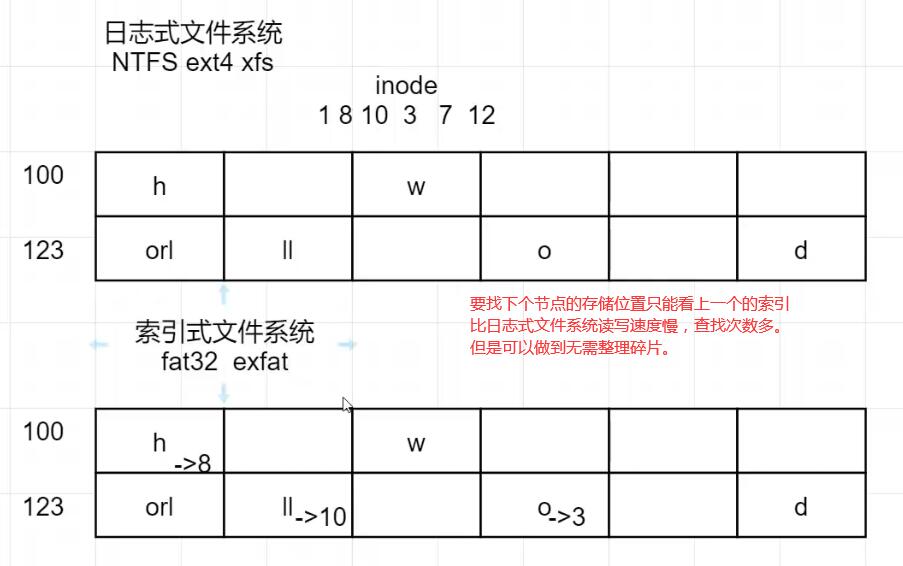 日志式文件系统
NTFS ext4 xfs
inode
1 8 10 3 7 12
100 h w
123 orl ll o d
要找下个节点的存储位置只能看上一个的索引
比日志式文件系统读写速度慢，查找次数多。
但是可以做到无需整理碎片。
索引式文件系统
fat32 exfat
100 h ->8 w
123 orl ll->10 o->3 d